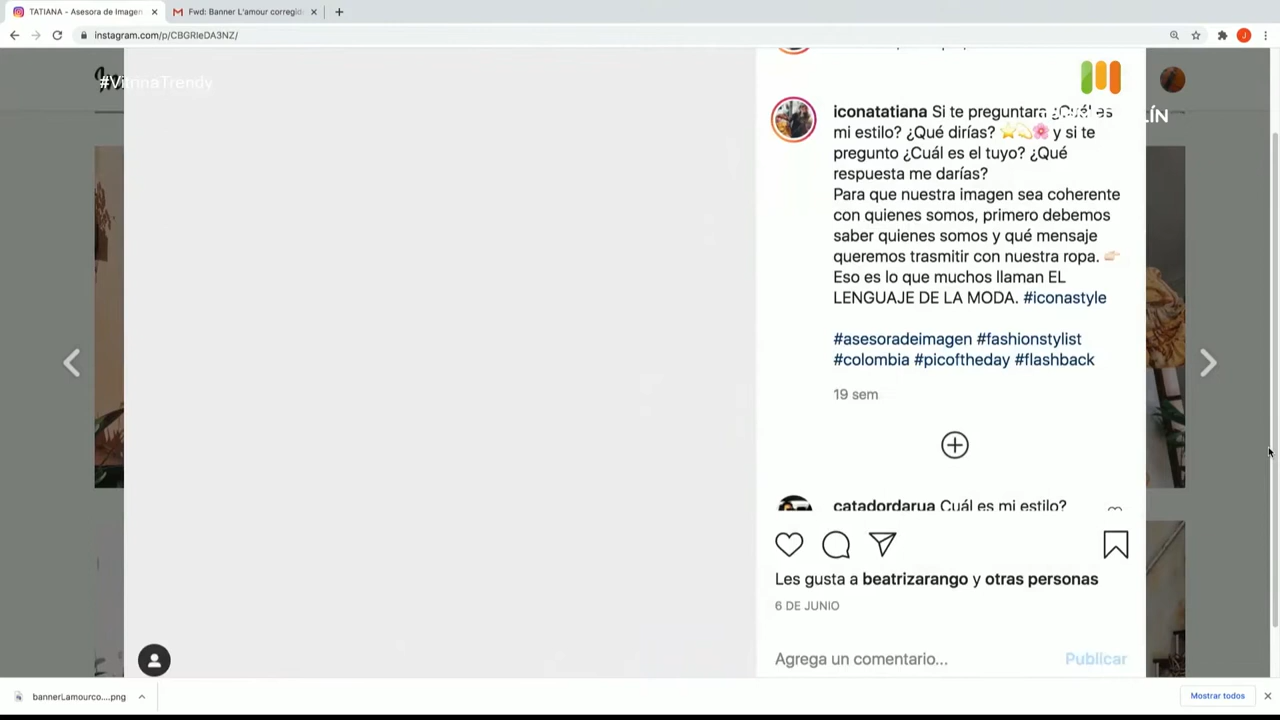 TATIANA - Asesora de Imagen
Fwd: Banner L'amour corregid
instagram.com/p/CBGRIeDA3NZ/
J
#VitrinaTrendy
LÍN
iconatatiana Si te preguntara ¿Cuál es
mi estilo? ¿Qué dirías? ⭐💫🌸 y si te
pregunto ¿Cuál es el tuyo? ¿Qué
respuesta me darías?
Para que nuestra imagen sea coherente
con quienes somos, primero debemos
saber quienes somos y qué mensaje
queremos trasmitir con nuestra ropa. 👉🏻
Eso es lo que muchos llaman EL
LENGUAJE DE LA MODA. #iconastyle
#asesoradeimagen #fashionstylist
#colombia #picoftheday #flashback
19 sem
catadordarua Cuál es mi estilo?
Les gusta a beatrizarango y otras personas
6 DE JUNIO
Agrega un comentario...
Publicar
bannerLamourco....png
Mostrar todos